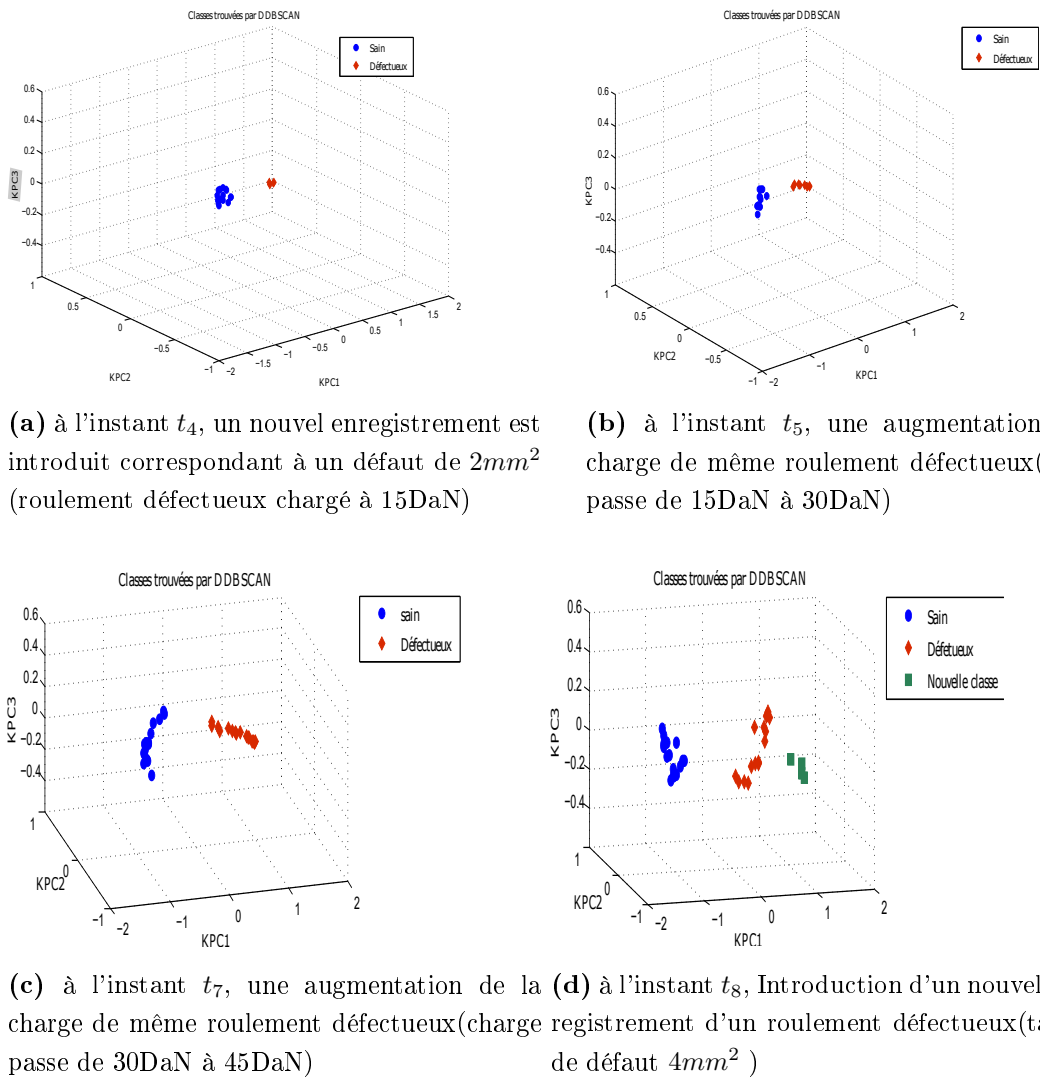 Classes trouvées par DDBSCAN
Sain
Défectueux
0.6
0.4
0.2
0
−0.2
−0.4
KPC3
1
0.5
0
−0.5
−1
KPC2
−2
−1.5
−1
−0.5
0
0.5
1
1.5
2
KPC1
(a) à l'instant t4, un nouvel enregistrement est
introduit correspondant à un défaut de 2mm²
(roulement défectueux chargé à 15DaN)
Classes trouvées par DDBSCAN
Sain
Défectueux
0.6
0.4
0.2
0
−0.2
−0.4
KPC3
1
0.5
0
−0.5
−1
KPC2
−2
−1
0
1
2
KPC1
(b) à l'instant t5, une augmentation
charge de même roulement défectueux(
passe de 15DaN à 30DaN)
Classes trouvées par DDBSCAN
sain
Défectueux
0.6
0.4
0.2
0
−0.2
−0.4
KPC3
1
0
−1
KPC2
−2
−1
0
1
2
KPC1
(c) à l'instant t7, une augmentation de la
charge de même roulement défectueux(charge
passe de 30DaN à 45DaN)
Classes trouvées par DDBSCAN
Sain
Défetueux
Nouvelle classe
0.6
0.4
0.2
0
−0.2
−0.4
KPC3
1
0
−1
KPC2
−2
−1
0
1
2
KPC1
(d) à l'instant t8, Introduction d'un nouvel
registrement d'un roulement défectueux(ta
de défaut 4mm² )